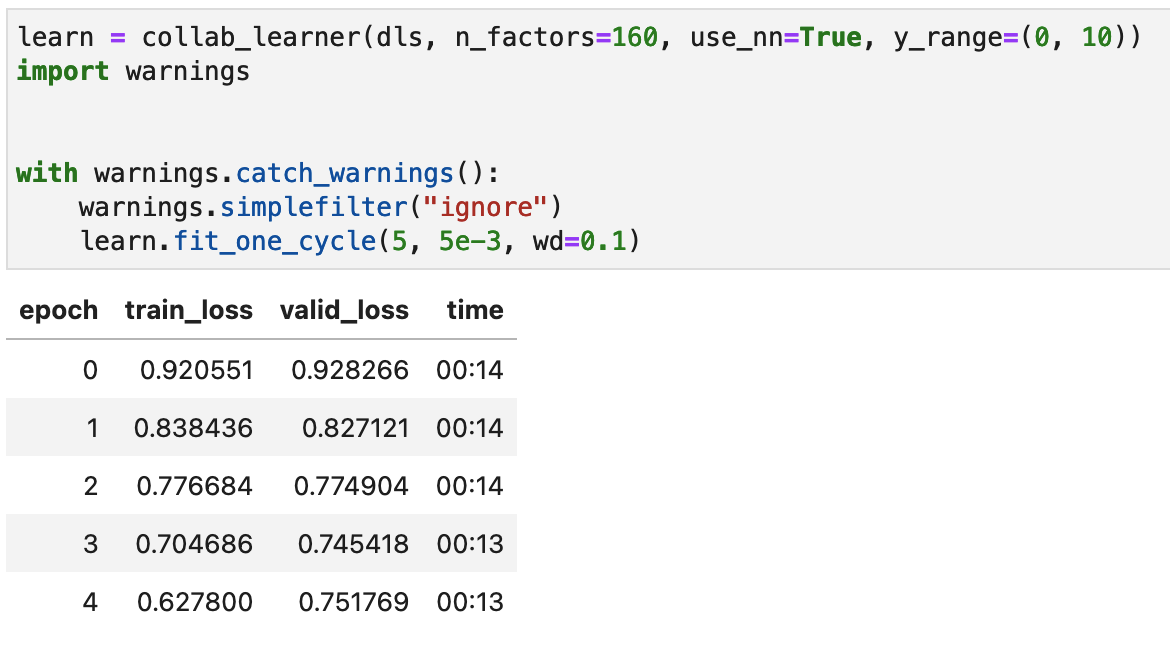 learn = collab_learner(dls, n_factors=160, use_nn=True, y_range=(0, 10))
import warnings
with warnings.catch_warnings():
    warnings.simplefilter("ignore")
    learn.fit_one_cycle(5, 5e-3, wd=0.1)
epoch train_loss valid_loss time
0 0.920551 0.928266 00:14
1 0.838436 0.827121 00:14
2 0.776684 0.774904 00:14
3 0.704686 0.745418 00:13
4 0.627800 0.751769 00:13